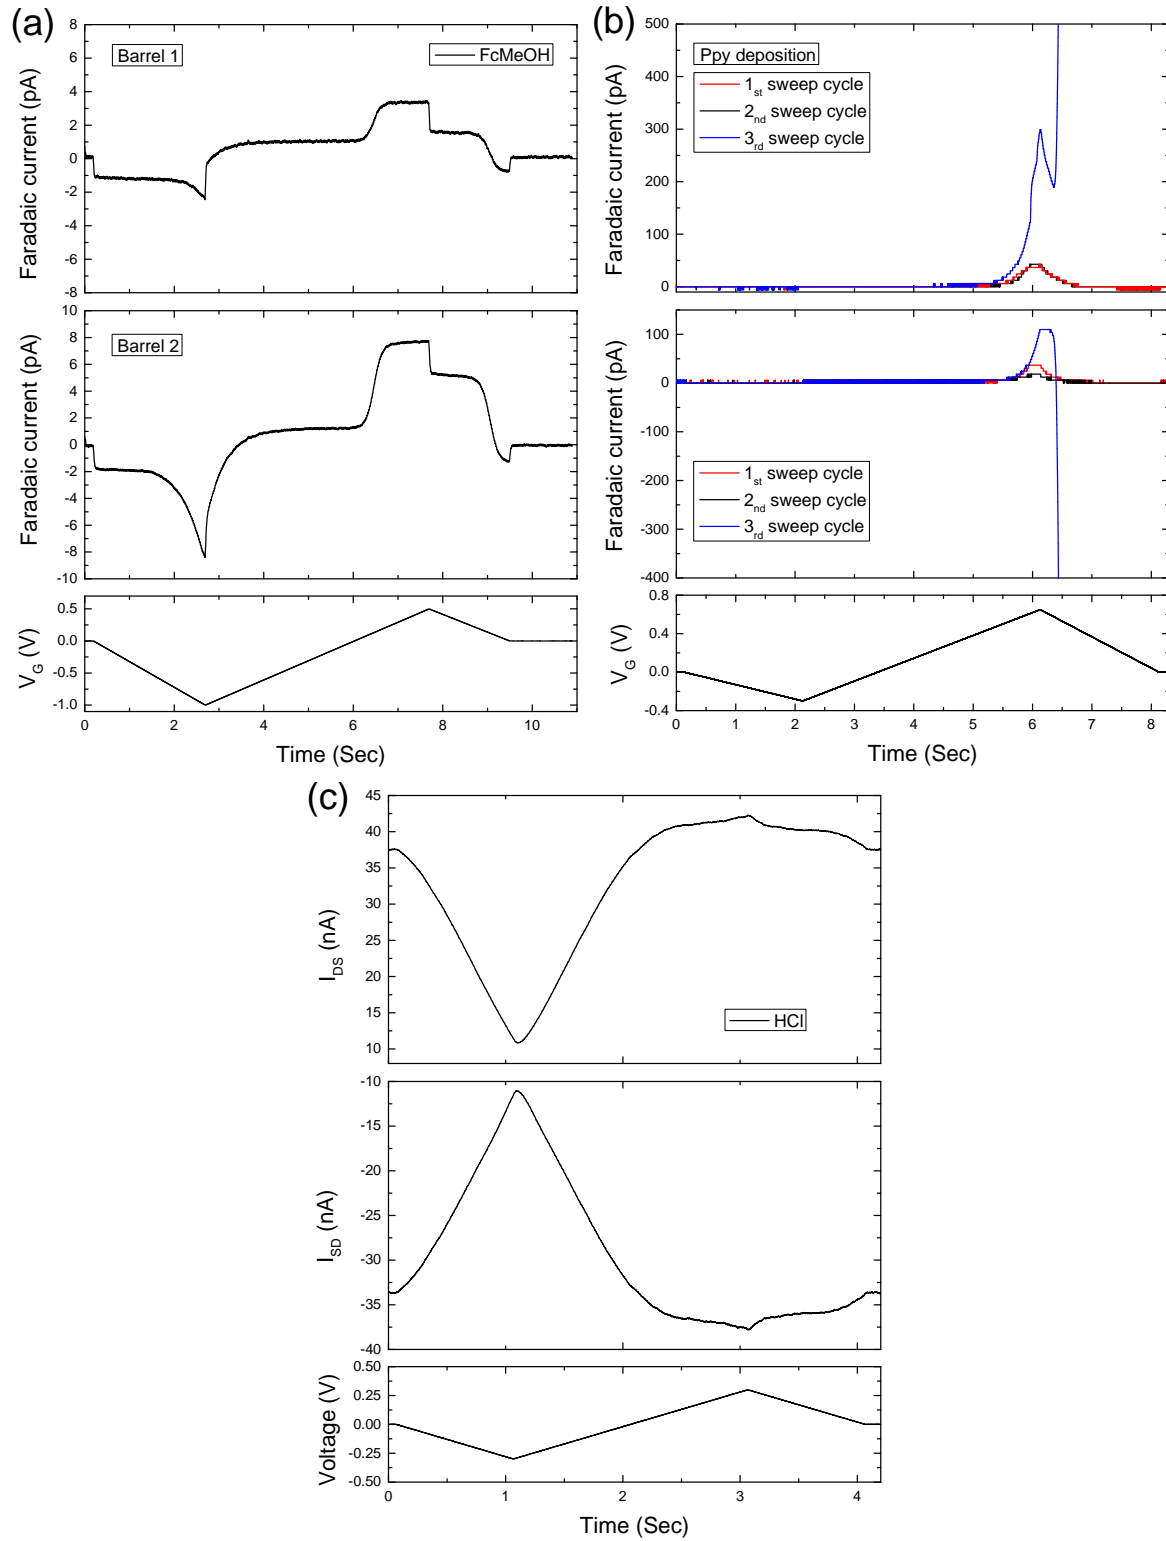 (a)
8
6
4
2
0
-2
-4
-6
-8
Faradaic current (pA)
Barrel 1
FcMeOH
10
8
6
4
2
0
-2
-4
-6
-8
-10
Faradaic current (pA)
Barrel 2
0.5
0.0
-0.5
-1.0
V_G (V)
0 2 4 6 8 10
Time (Sec)
(b)
500
400
300
200
100
0
Faradaic current (pA)
Ppy deposition
1st sweep cycle
2nd sweep cycle
3rd sweep cycle
100
0
-100
-200
-300
-400
Faradaic current (pA)
1st sweep cycle
2nd sweep cycle
3rd sweep cycle
0.8
0.4
0.0
-0.4
V_G (V)
0 1 2 3 4 5 6 7 8
Time (Sec)
(c)
45
40
35
30
25
20
15
10
I_DS (nA)
HCl
-10
-15
-20
-25
-30
-35
-40
I_SD (nA)
0.50
0.25
0.00
-0.25
-0.50
Voltage (V)
0 1 2 3 4
Time (Sec)